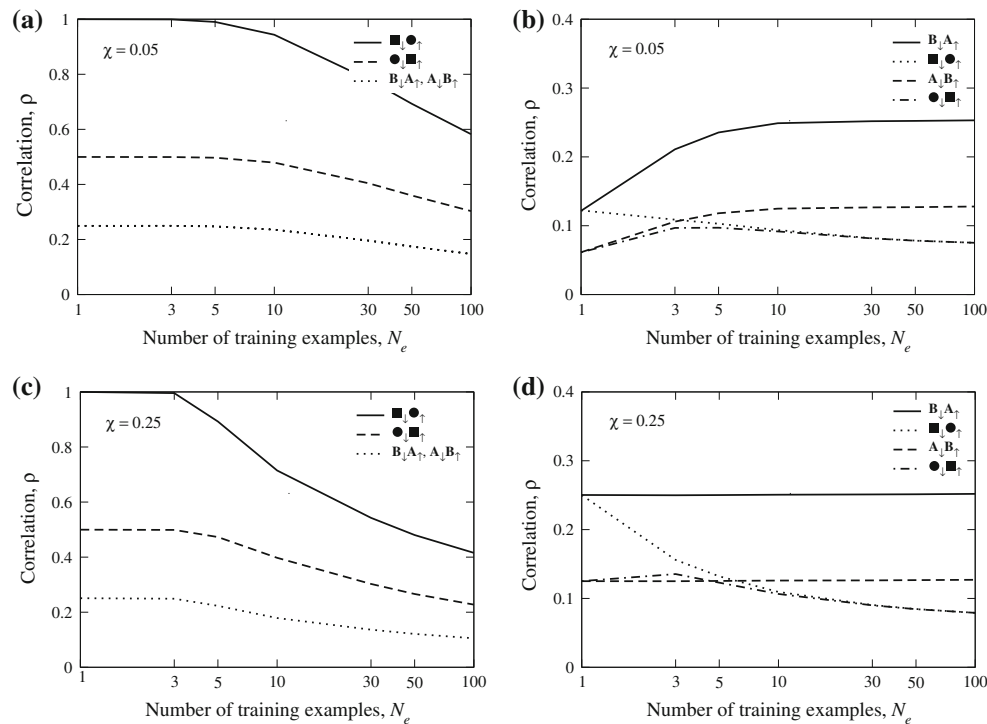 (a)
1
0.8
0.6
0.4
0.2
0
Correlation, ρ
χ = 0.05
■↓●↑
●↓■↑
B↓A↑, A↓B↑
1 3 5 10 30 50 100
Number of training examples, Ne
(b)
0.4
0.3
0.2
0.1
0
Correlation, ρ
χ = 0.05
B↓A↑
■↓●↑
A↓B↑
●↓■↑
1 3 5 10 30 50 100
Number of training examples, Ne
(c)
1
0.8
0.6
0.4
0.2
0
Correlation, ρ
χ = 0.25
■↓●↑
●↓■↑
B↓A↑, A↓B↑
1 3 5 10 30 50 100
Number of training examples, Ne
(d)
0.4
0.3
0.2
0.1
0
Correlation, ρ
χ = 0.25
B↓A↑
■↓●↑
A↓B↑
●↓■↑
1 3 5 10 30 50 100
Number of training examples, Ne